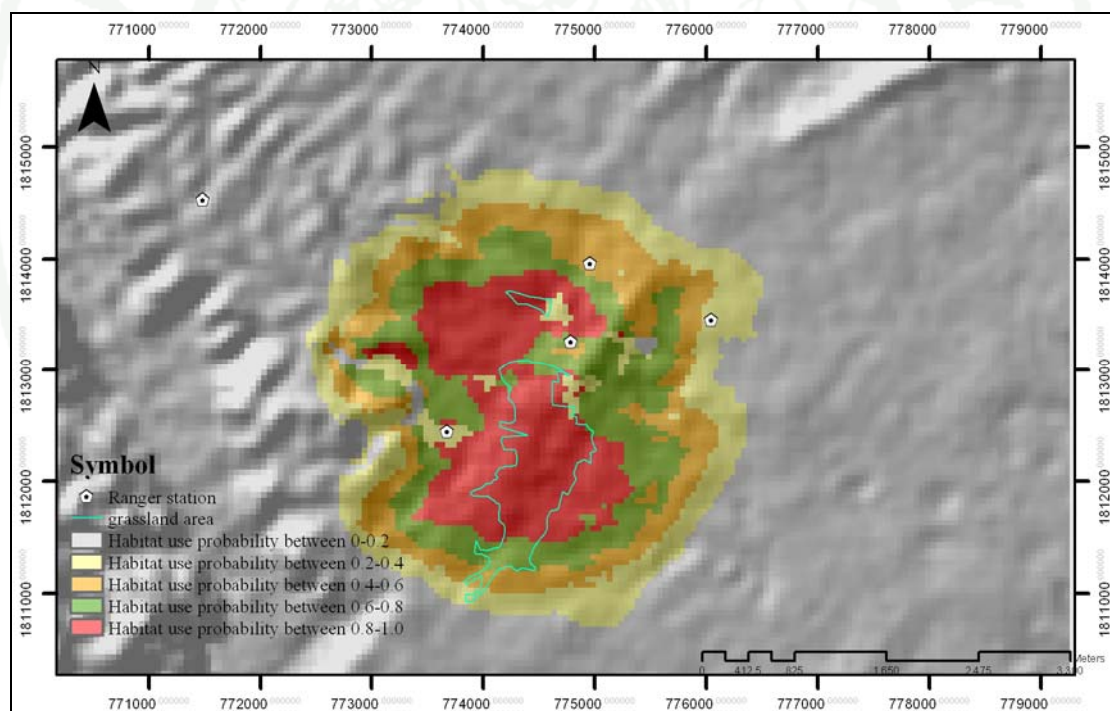 771000 772000 773000 774000 775000 776000 777000 778000 779000
N
1815000 1815000
1814000 1814000
1813000 1813000
1812000 1812000
1811000 1811000
Symbol
Ranger station
grassland area
Habitat use probability between 0-0.2
Habitat use probability between 0.2-0.4
Habitat use probability between 0.4-0.6
Habitat use probability between 0.6-0.8
Habitat use probability between 0.8-1.0
Meters
0 412.5 825 1,650 2,475 3,300
771000 772000 773000 774000 775000 776000 777000 778000 779000